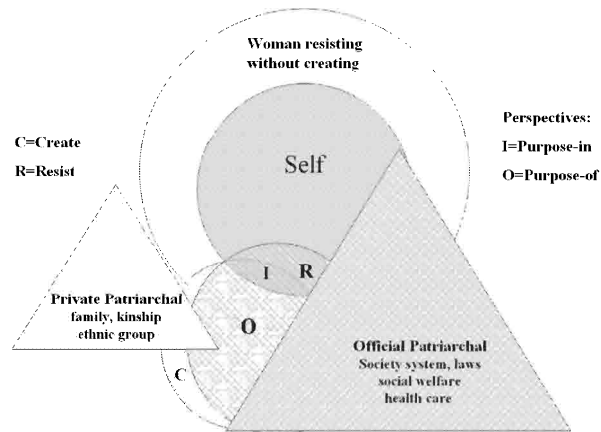 Woman resisting
without creating
C=Create
R=Resist
Perspectives:
I=Purpose-in
O=Purpose-of
Self
I
R
Private Patriarchal
family, kinship
ethnic group
O
C
Official Patriarchal
Society system, laws
social welfare
health care